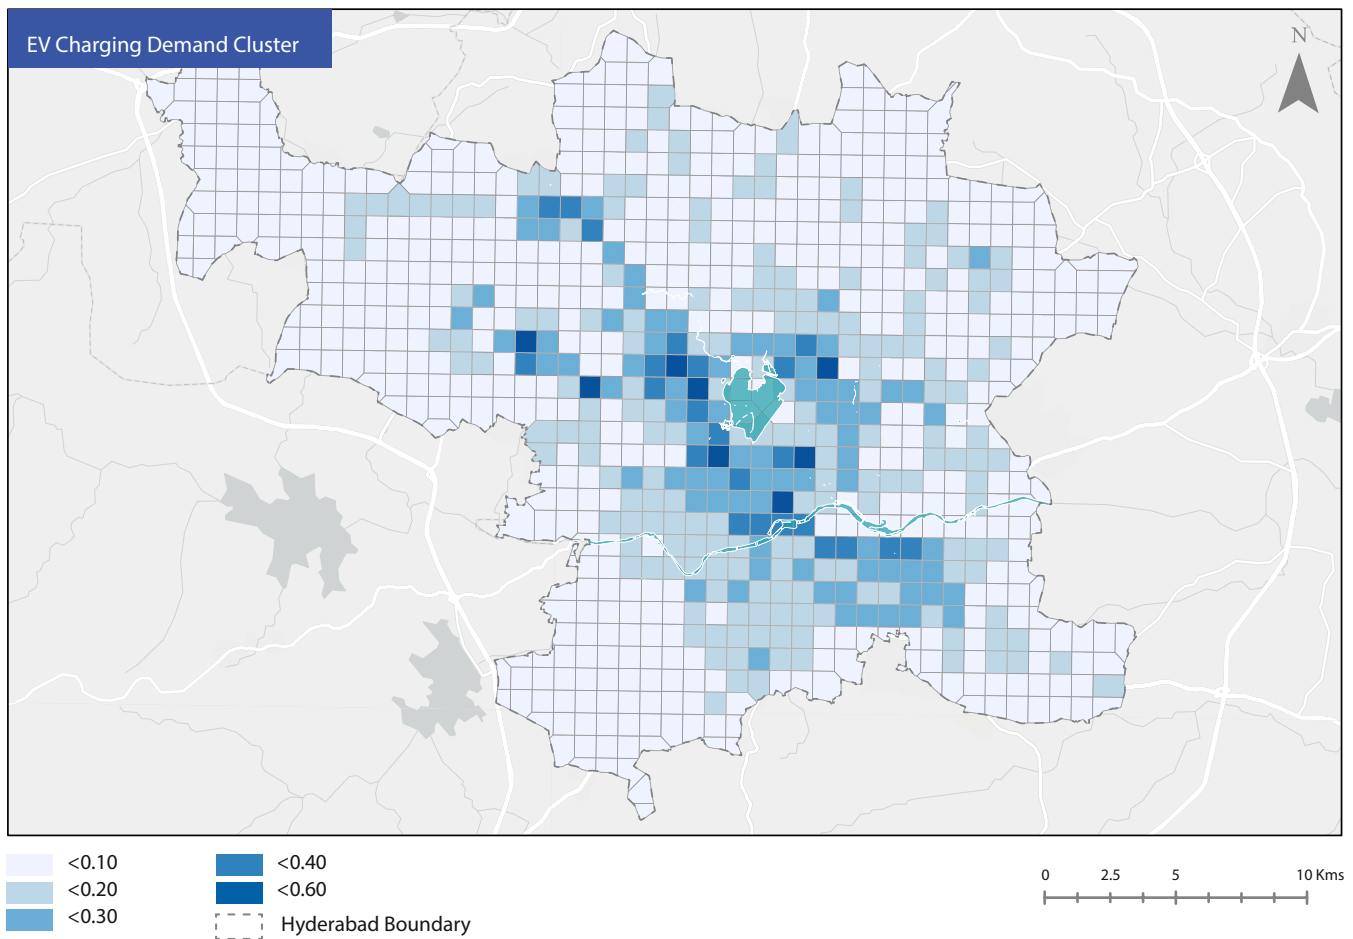 EV Charging Demand Cluster
N
<0.10
<0.20
<0.30
<0.40
<0.60
Hyderabad Boundary
0 2.5 5 10 Kms